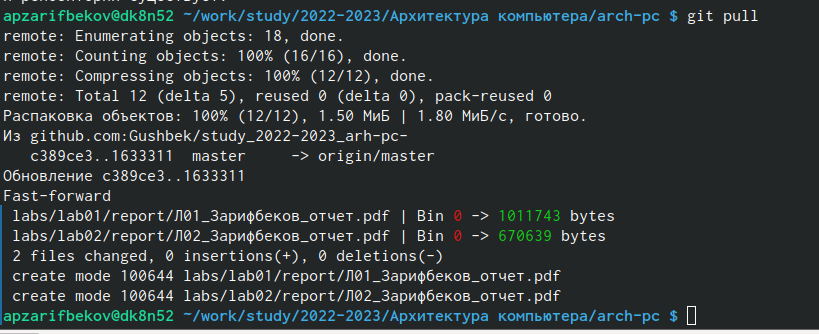 apzarifbekov@dk8n52 ~/work/study/2022-2023/Архитектура компьютера/arch-pc $ git pull
remote: Enumerating objects: 18, done.
remote: Counting objects: 100% (16/16), done.
remote: Compressing objects: 100% (12/12), done.
remote: Total 12 (delta 5), reused 0 (delta 0), pack-reused 0
Распаковка объектов: 100% (12/12), 1.50 МиБ | 1.80 МиБ/с, готово.
Из github.com:Gushbek/study_2022-2023_arh-pc-
   c389ce3..1633311  master     -> origin/master
Обновление c389ce3..1633311
Fast-forward
 labs/lab01/report/Л01_Зарифбеков_отчет.pdf | Bin 0 -> 1011743 bytes
 labs/lab02/report/Л02_Зарифбеков_отчет.pdf | Bin 0 -> 670639 bytes
 2 files changed, 0 insertions(+), 0 deletions(-)
 create mode 100644 labs/lab01/report/Л01_Зарифбеков_отчет.pdf
 create mode 100644 labs/lab02/report/Л02_Зарифбеков_отчет.pdf
apzarifbekov@dk8n52 ~/work/study/2022-2023/Архитектура компьютера/arch-pc $